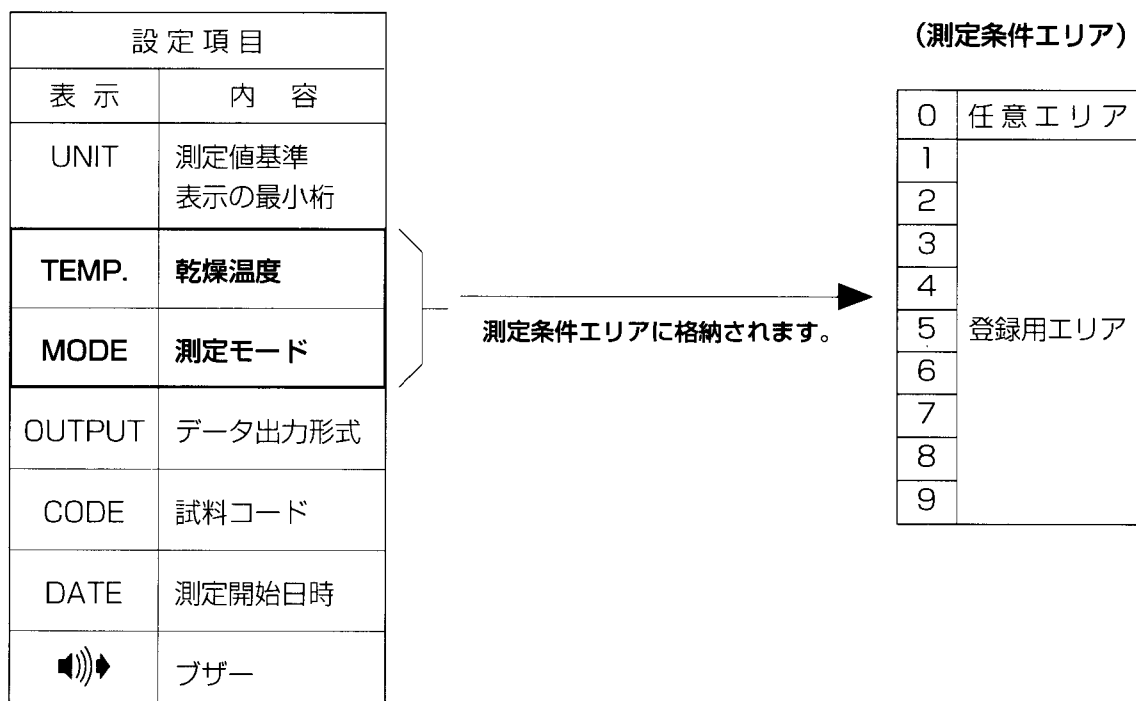 設定項目
表 示 内 容
UNIT 測定値基準
表示の最小桁
TEMP. 乾燥温度
MODE 測定モード
OUTPUT データ出力形式
CODE 試料コード
DATE 測定開始日時
ブザー
測定条件エリアに格納されます。
(測定条件エリア)
0 任意エリア
1
2
3
4
5 登録用エリア
6
7
8
9